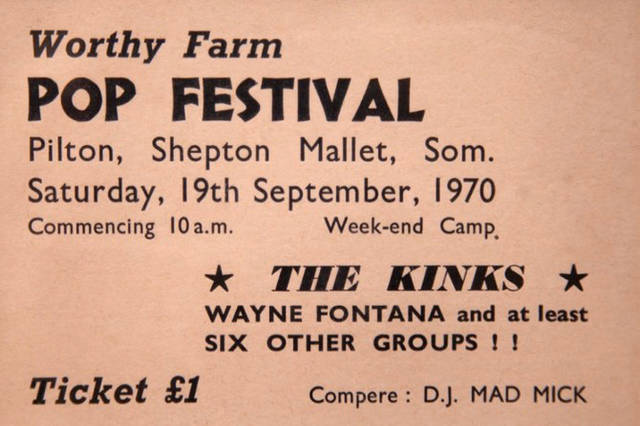 Worthy Farm
POP FESTIVAL
Pilton, Shepton Mallet, Som.
Saturday, 19th September, 1970
Commencing 10 a.m. Week-end Camp.
★ THE KINKS ★
WAYNE FONTANA and at least
SIX OTHER GROUPS ! !
Ticket £1 Compere : D.J. MAD MICK